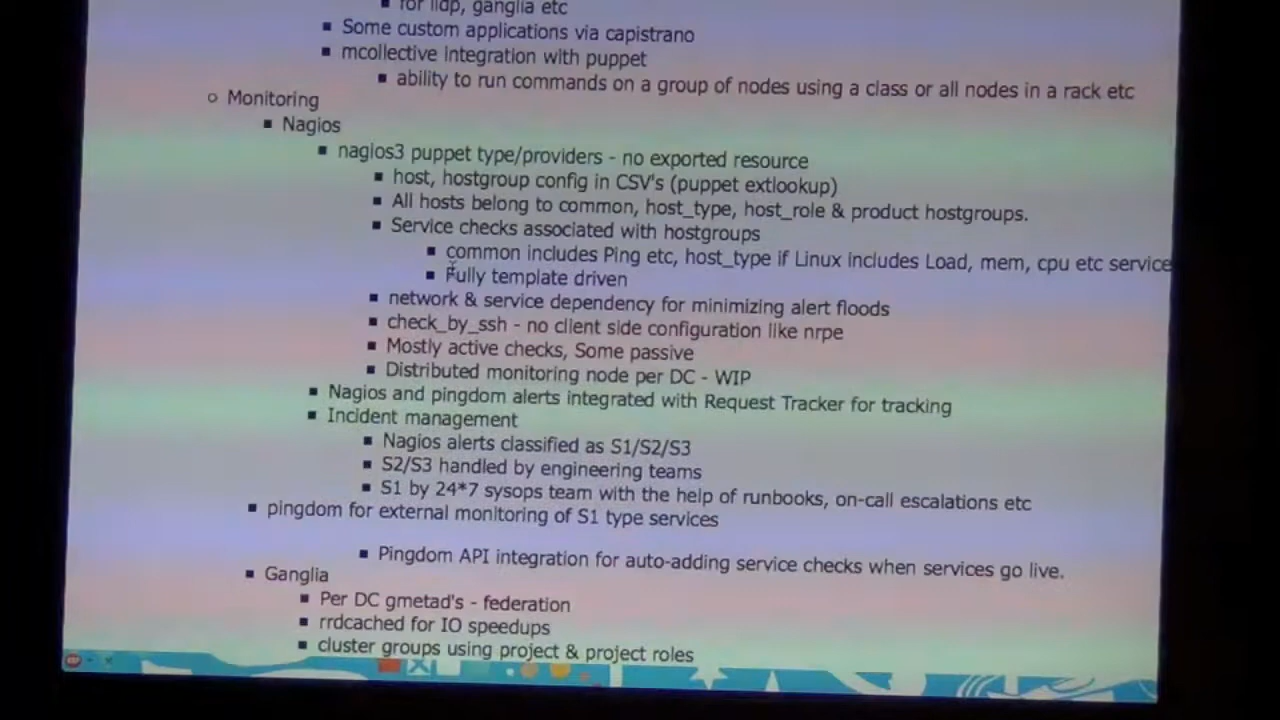 for lldp, ganglia etc
Some custom applications via capistrano
mcollective integration with puppet
ability to run commands on a group of nodes using a class or all nodes in a rack etc
Monitoring
Nagios
nagios3 puppet type/providers - no exported resource
host, hostgroup config in CSV's (puppet extlookup)
All hosts belong to common, host_type, host_role & product hostgroups.
Service checks associated with hostgroups
common includes Ping etc, host_type if Linux includes Load, mem, cpu etc service
Fully template driven
network & service dependency for minimizing alert floods
check_by_ssh - no client side configuration like nrpe
Mostly active checks, Some passive
Distributed monitoring node per DC - WIP
Nagios and pingdom alerts integrated with Request Tracker for tracking
Incident management
Nagios alerts classified as S1/S2/S3
S2/S3 handled by engineering teams
S1 by 24*7 sysops team with the help of runbooks, on-call escalations etc
pingdom for external monitoring of S1 type services
Pingdom API integration for auto-adding service checks when services go live.
Ganglia
Per DC gmetad's - federation
rrdcached for IO speedups
cluster groups using project & project roles